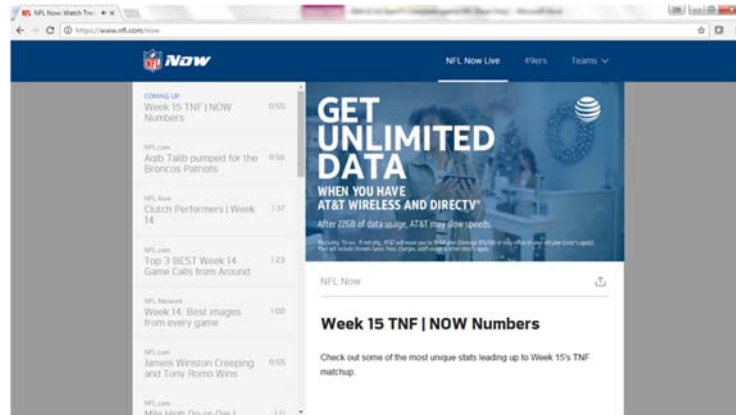 NFL Now: Watch Tre
https://www.nfl.com/now
NFL Now
NFL Now Live
49ers
Teams
COMING UP
Week 15 TNF | NOW
Numbers
0:55
NFL.com
Aqib Talib pumped for the
Broncos Patriots
0:56
NFL Now
Clutch Performers | Week
14
1:37
NFL.com
Top 3 BEST Week 14
Game Calls from Around
1:23
NFL Network
Week 14: Best images
from every game
1:00
NFL.com
Jameis Winston Creeping
and Tony Romo Wins
0:55
NFL.com
Mile High Do-or-Die |
GET
UNLIMITED
DATA
WHEN YOU HAVE
AT&T WIRELESS AND DIRECTV*
After 22GB of data usage, AT&T may slow speeds.
NFL Now
Week 15 TNF | NOW Numbers
Check out some of the most unique stats leading up to Week 15's TNF
matchup.